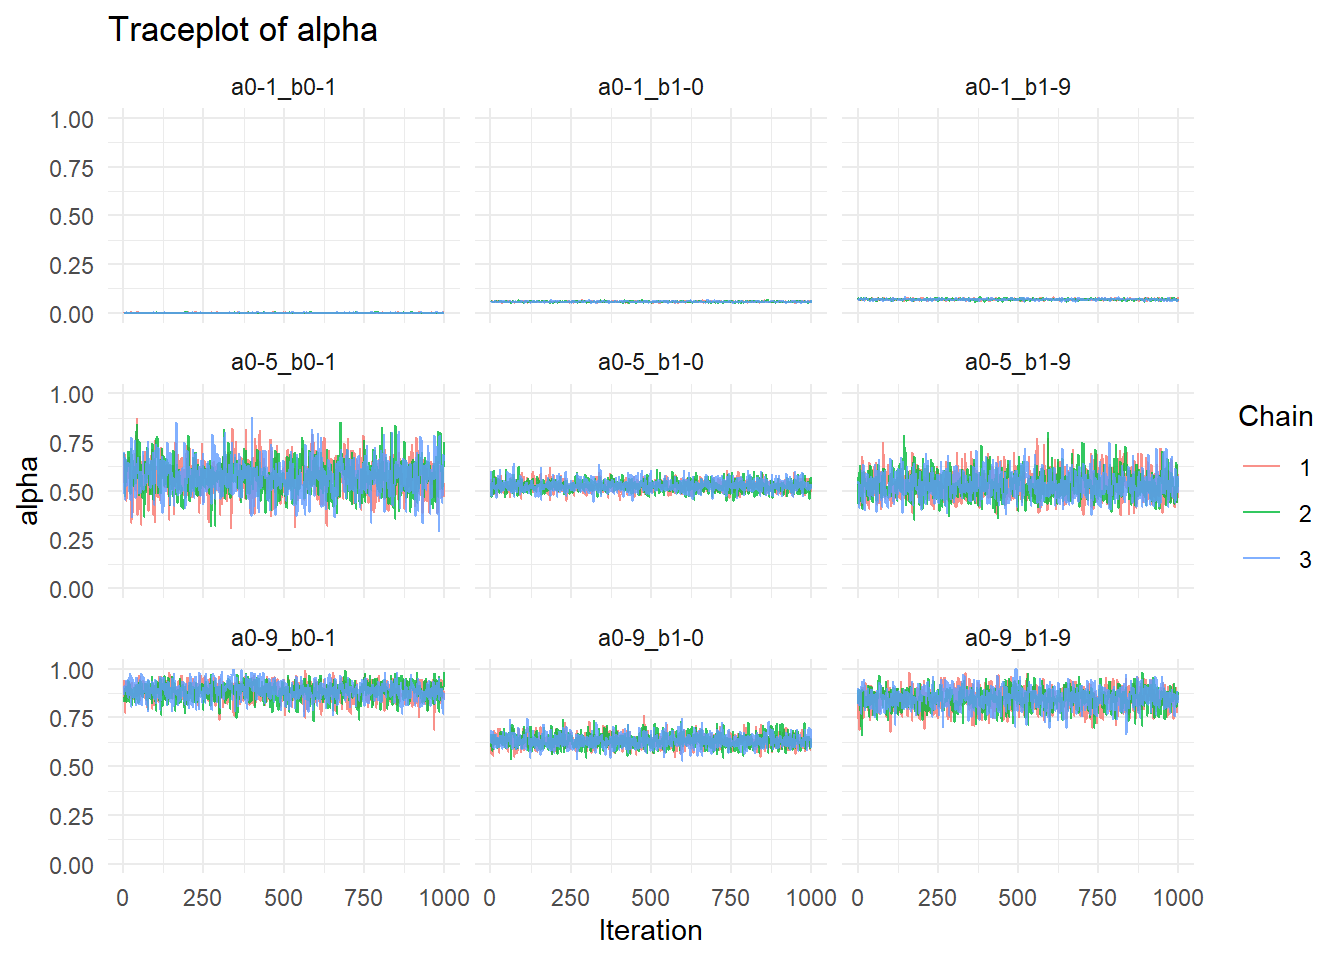 Traceplot of alpha
a0-1_b0-1 a0-1_b1-0 a0-1_b1-9
1.00
0.75
0.50
0.25
0.00
a0-5_b0-1 a0-5_b1-0 a0-5_b1-9
1.00
0.75
0.50
0.25
0.00
alpha
a0-9_b0-1 a0-9_b1-0 a0-9_b1-9
1.00
0.75
0.50
0.25
0.00
0 250 500 750 1000 0 250 500 750 1000 0 250 500 750 1000
Iteration
Chain
1
2
3